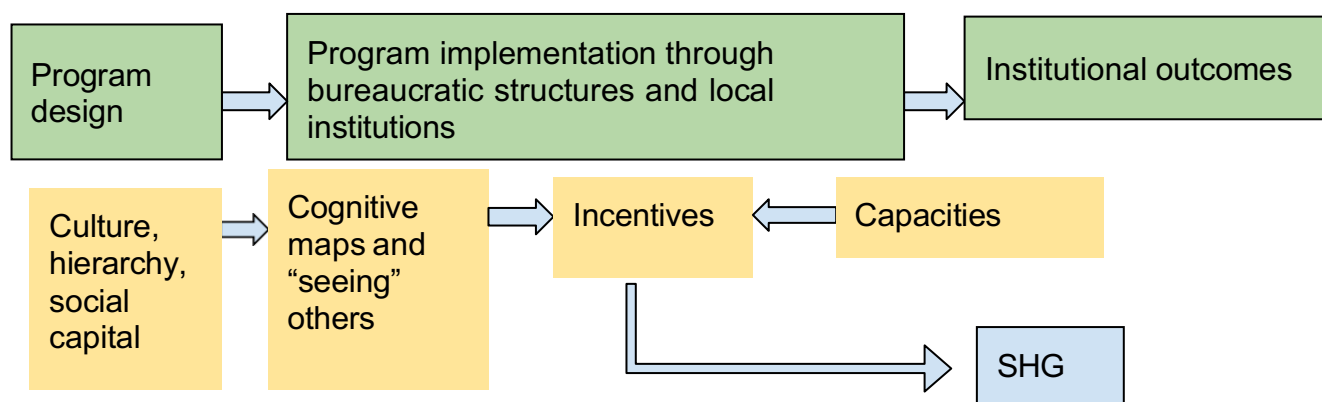 Program
design
Program implementation through
bureaucratic structures and local
institutions
Institutional outcomes
Culture,
hierarchy,
social
capital
Cognitive
maps and
“seeing”
others
Incentives
Capacities
SHG